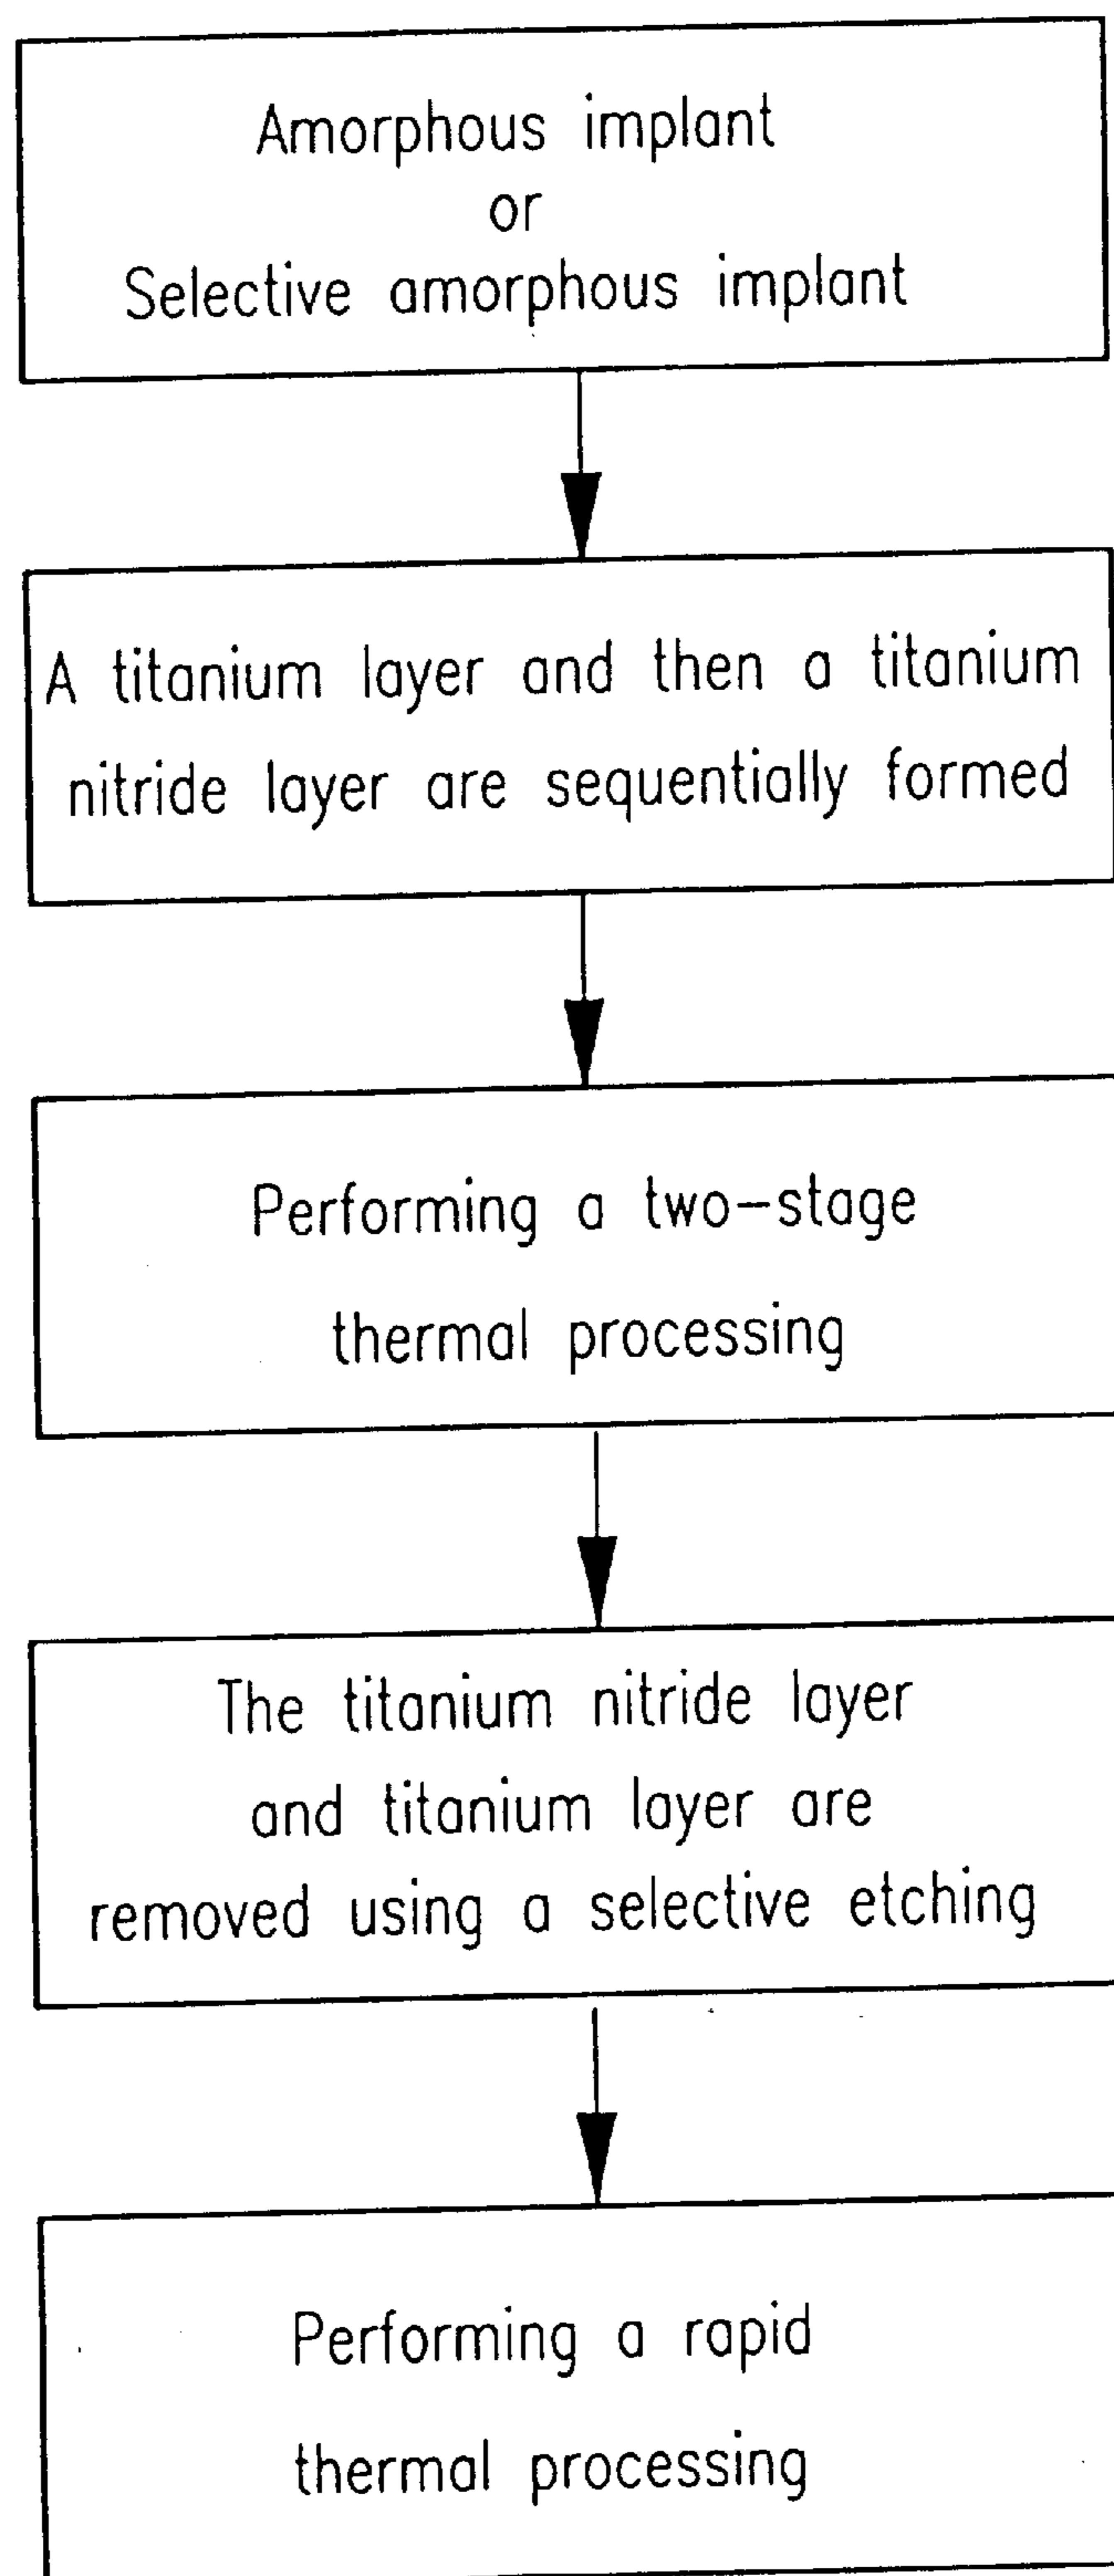 Amorphous implant
or
Selective amorphous implant
A titanium layer and then a titanium
nitride layer are sequentially formed
Performing a two-stage
thermal processing
The titanium nitride layer
and titanium layer are
removed using a selective etching
Performing a rapid
thermal processing